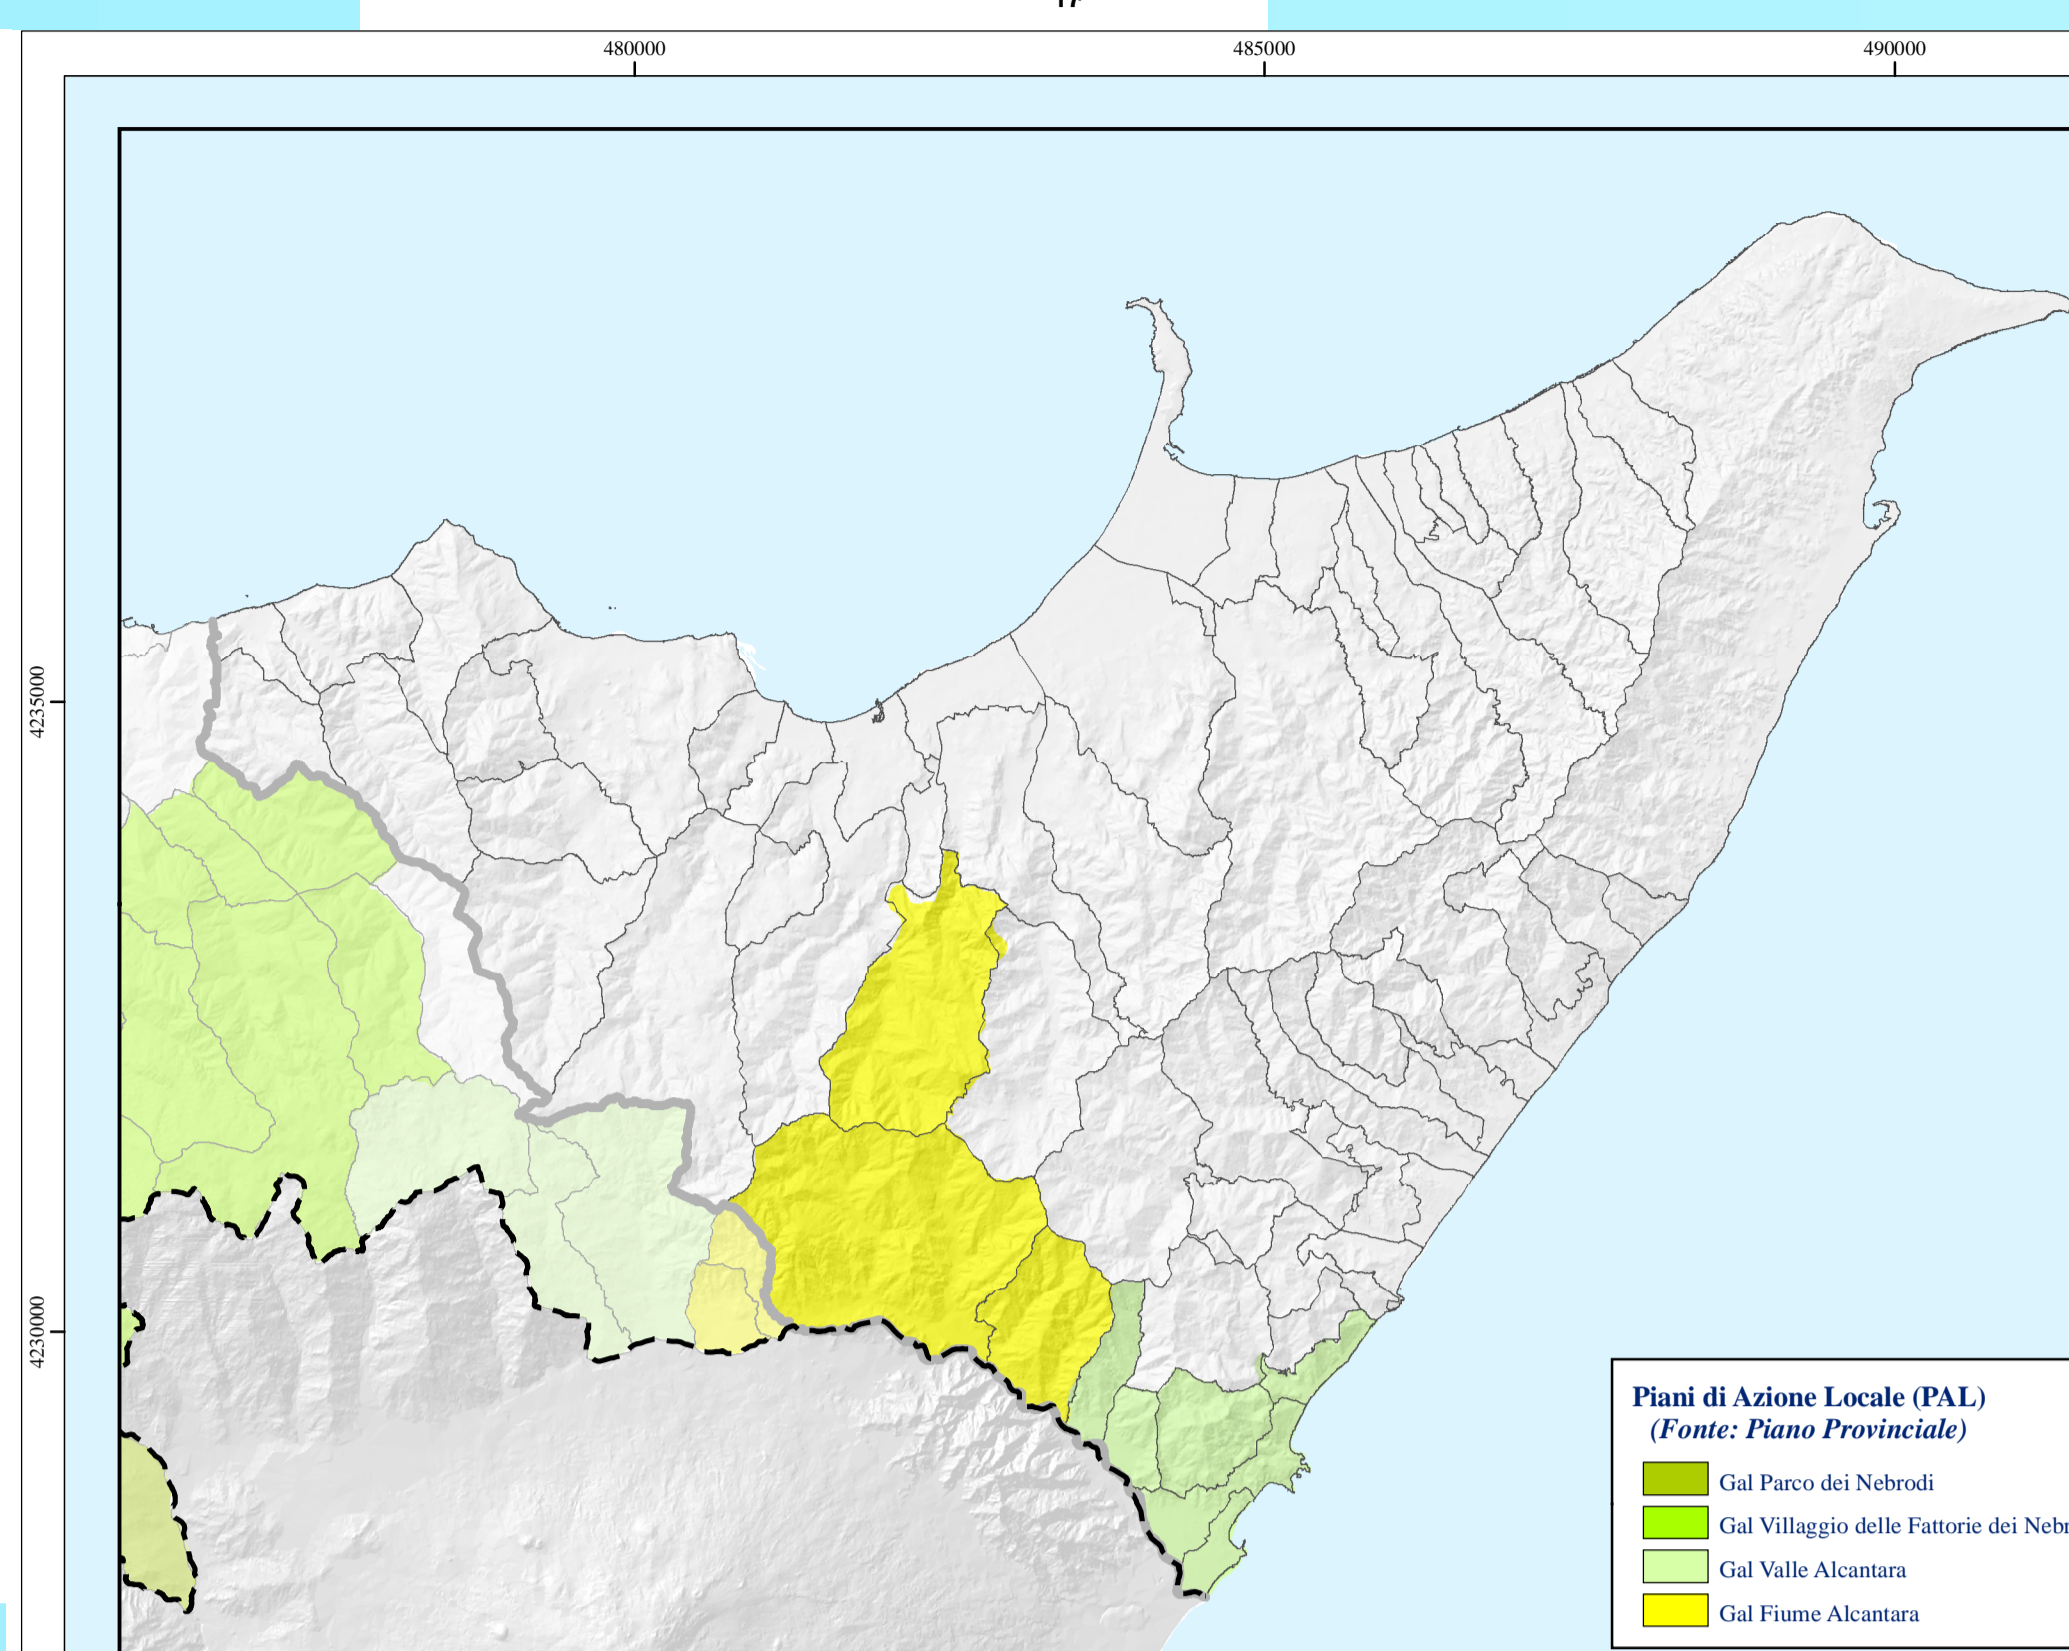 480000
485000
490000
4235000
4230000
Piani di Azione Locale (PAL)
(Fonte: Piano Provinciale)
Gal Parco dei Nebrodi
Gal Villaggio delle Fattorie dei Nebr
Gal Valle Alcantara
Gal Fiume Alcantara